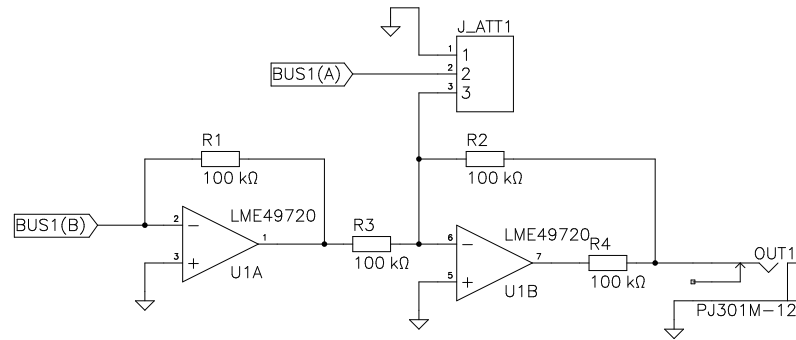 J_ATT1
1 1
BUS1(A) 2 2
3 3
R1
100 kΩ
R2
100 kΩ
BUS1(B)
2 −
LME49720
1
3 +
U1A
R3
100 kΩ
6 −
LME49720
7
5 +
U1B
R4
100 kΩ
OUT1
PJ301M-12